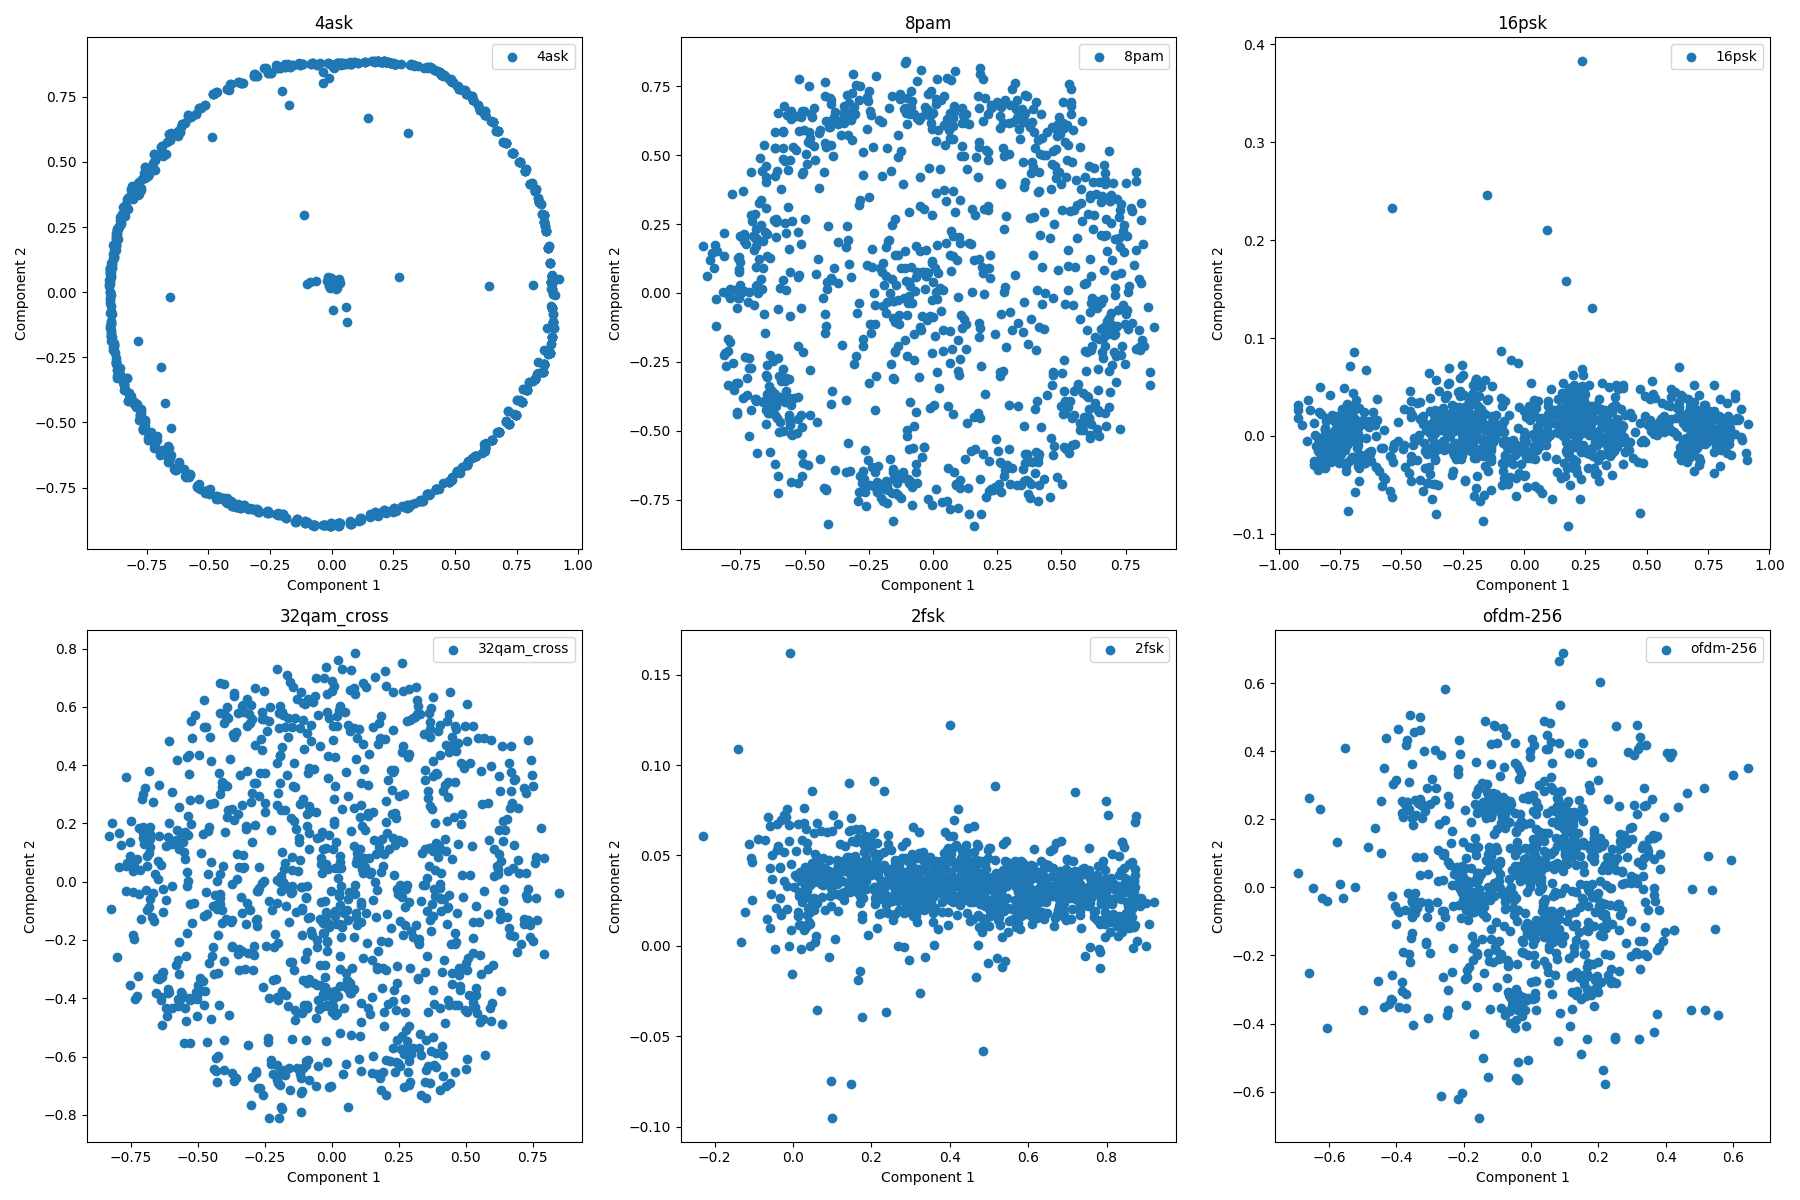 4ask
4ask
0.75
0.50
0.25
0.00
−0.25
−0.50
−0.75
Component 2
−0.75 −0.50 −0.25 0.00 0.25 0.50 0.75 1.00
Component 1
8pam
8pam
0.75
0.50
0.25
0.00
−0.25
−0.50
−0.75
Component 2
−0.75 −0.50 −0.25 0.00 0.25 0.50 0.75
Component 1
16psk
16psk
0.4
0.3
0.2
0.1
0.0
−0.1
Component 2
−1.00 −0.75 −0.50 −0.25 0.00 0.25 0.50 0.75 1.00
Component 1
32qam_cross
32qam_cross
0.8
0.6
0.4
0.2
0.0
−0.2
−0.4
−0.6
−0.8
Component 2
−0.75 −0.50 −0.25 0.00 0.25 0.50 0.75
Component 1
2fsk
2fsk
0.15
0.10
0.05
0.00
−0.05
−0.10
Component 2
−0.2 0.0 0.2 0.4 0.6 0.8
Component 1
ofdm-256
ofdm-256
0.6
0.4
0.2
0.0
−0.2
−0.4
−0.6
Component 2
−0.6 −0.4 −0.2 0.0 0.2 0.4 0.6
Component 1